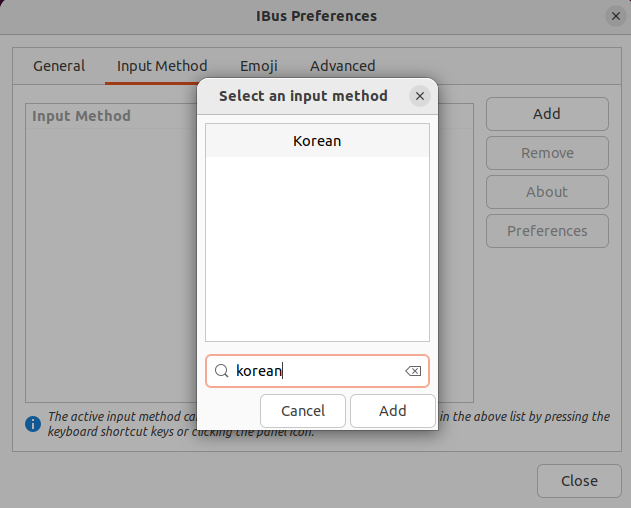 IBus Preferences
General Input Method Emoji Advanced
Select an input method
Input Method
Korean
Add
Remove
About
Preferences
korean
Cancel Add
The active input method ca in the above list by pressing the
keyboard shortcut keys or clicking the panel icon.
Close